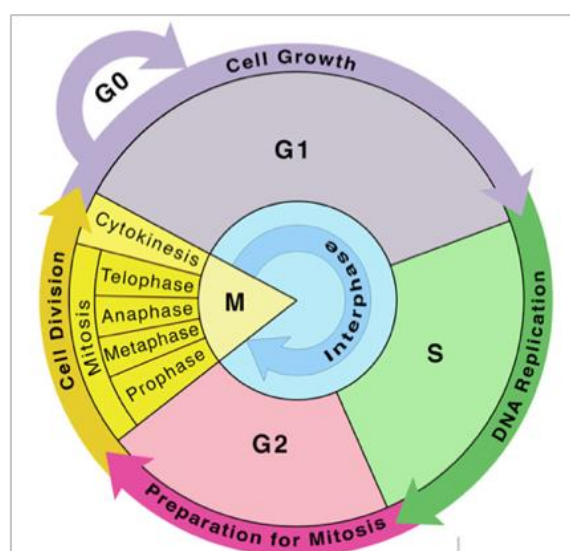 G0
Cell Growth
G1
Cytokinesis
Telophase
Anaphase
Metaphase
Prophase
Mitosis
Cell Division
M
Interphase
S
DNA Replication
G2
Preparation for Mitosis